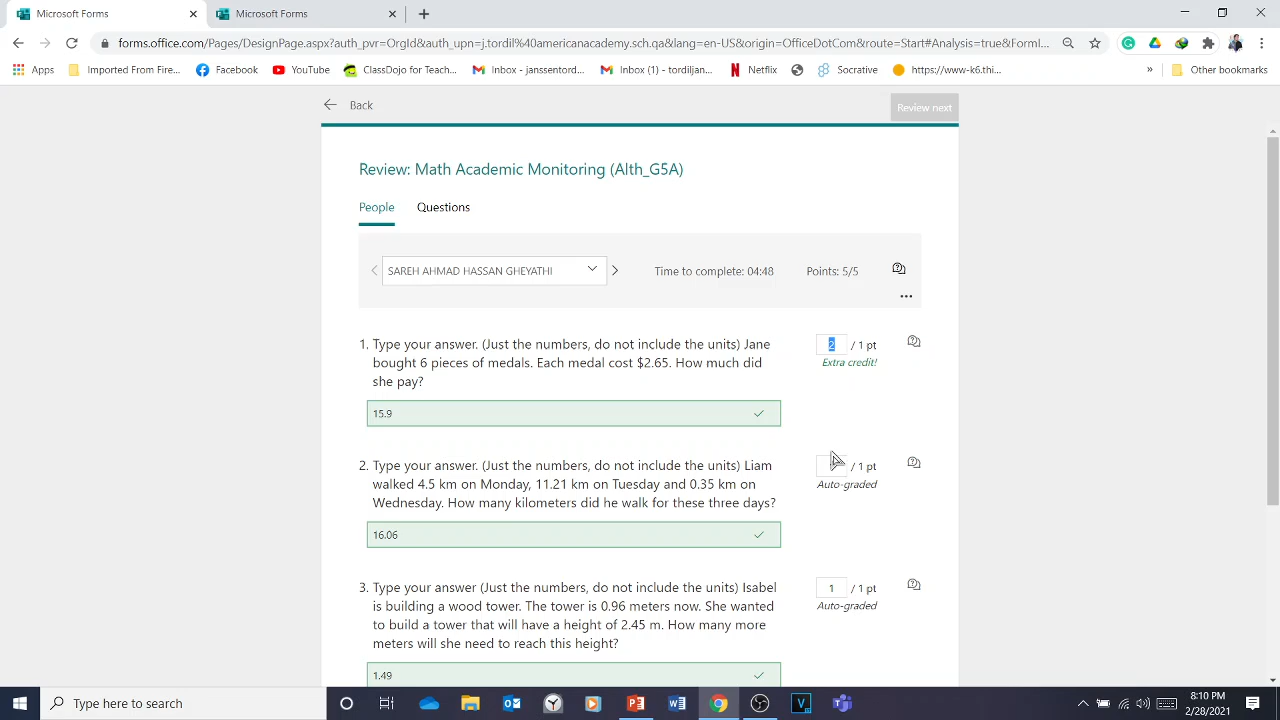 Microsoft Forms
Microsoft Forms
forms.office.com/Pages/DesignPage.aspx?auth_pvr=OrgId&auth_upn=j.tordil%40americanacademy.sch.qa&lang=en-US&origin=OfficeDotCom&route=Start#Analysis=true&FormI...
Apps
Imported From Fire...
Facebook
YouTube
ClassDojo for Teach...
Inbox - janssentord...
Inbox (1) - tordiljan...
Netflix
Socrative
https://www-k6.thi...
»
Other bookmarks
Back
Review next
Review: Math Academic Monitoring (Alth_G5A)
People
Questions
SAREH AHMAD HASSAN GHEYATHI
Time to complete: 04:48
Points: 5/5
1. Type your answer. (Just the numbers, do not include the units) Jane
bought 6 pieces of medals. Each medal cost $2.65. How much did
she pay?
2 / 1 pt
Extra credit!
15.9
2. Type your answer. (Just the numbers, do not include the units) Liam
walked 4.5 km on Monday, 11.21 km on Tuesday and 0.35 km on
Wednesday. How many kilometers did he walk for these three days?
/ 1 pt
Auto-graded
16.06
3. Type your answer (Just the numbers, do not include the units) Isabel
is building a wood tower. The tower is 0.96 meters now. She wanted
to build a tower that will have a height of 2.45 m. How many more
meters will she need to reach this height?
1 / 1 pt
Auto-graded
1.49
Type here to search
8:10 PM
2/28/2021